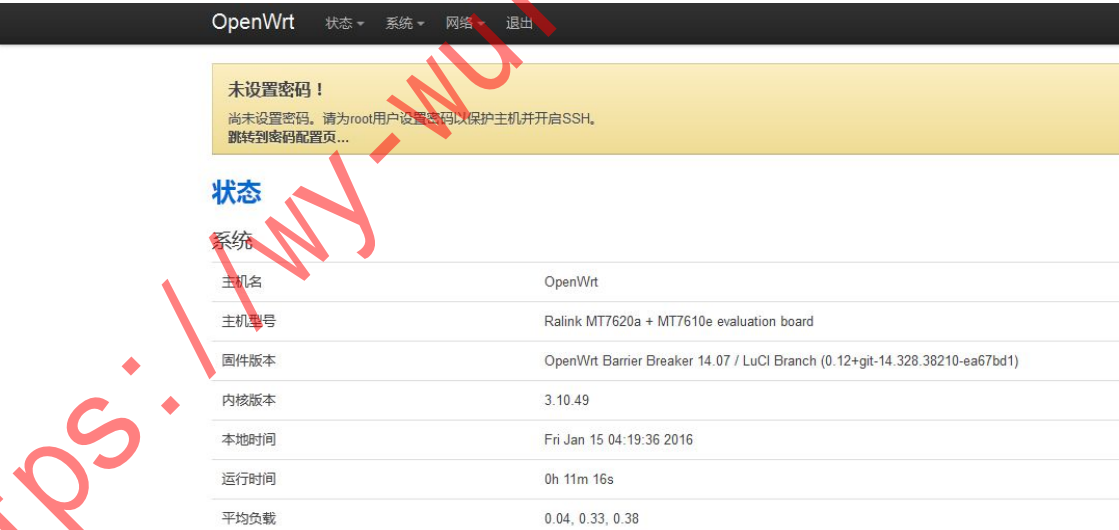 OpenWrt 状态 系统 网络 退出
未设置密码！
尚未设置密码。请为root用户设置密码以保护主机并开启SSH。
跳转到密码配置页...
状态
系统
主机名 OpenWrt
主机型号 Ralink MT7620a + MT7610e evaluation board
固件版本 OpenWrt Barrier Breaker 14.07 / LuCI Branch (0.12+git-14.328.38210-ea67bd1)
内核版本 3.10.49
本地时间 Fri Jan 15 04:19:36 2016
运行时间 0h 11m 16s
平均负载 0.04, 0.33, 0.38
ps://wy-wu